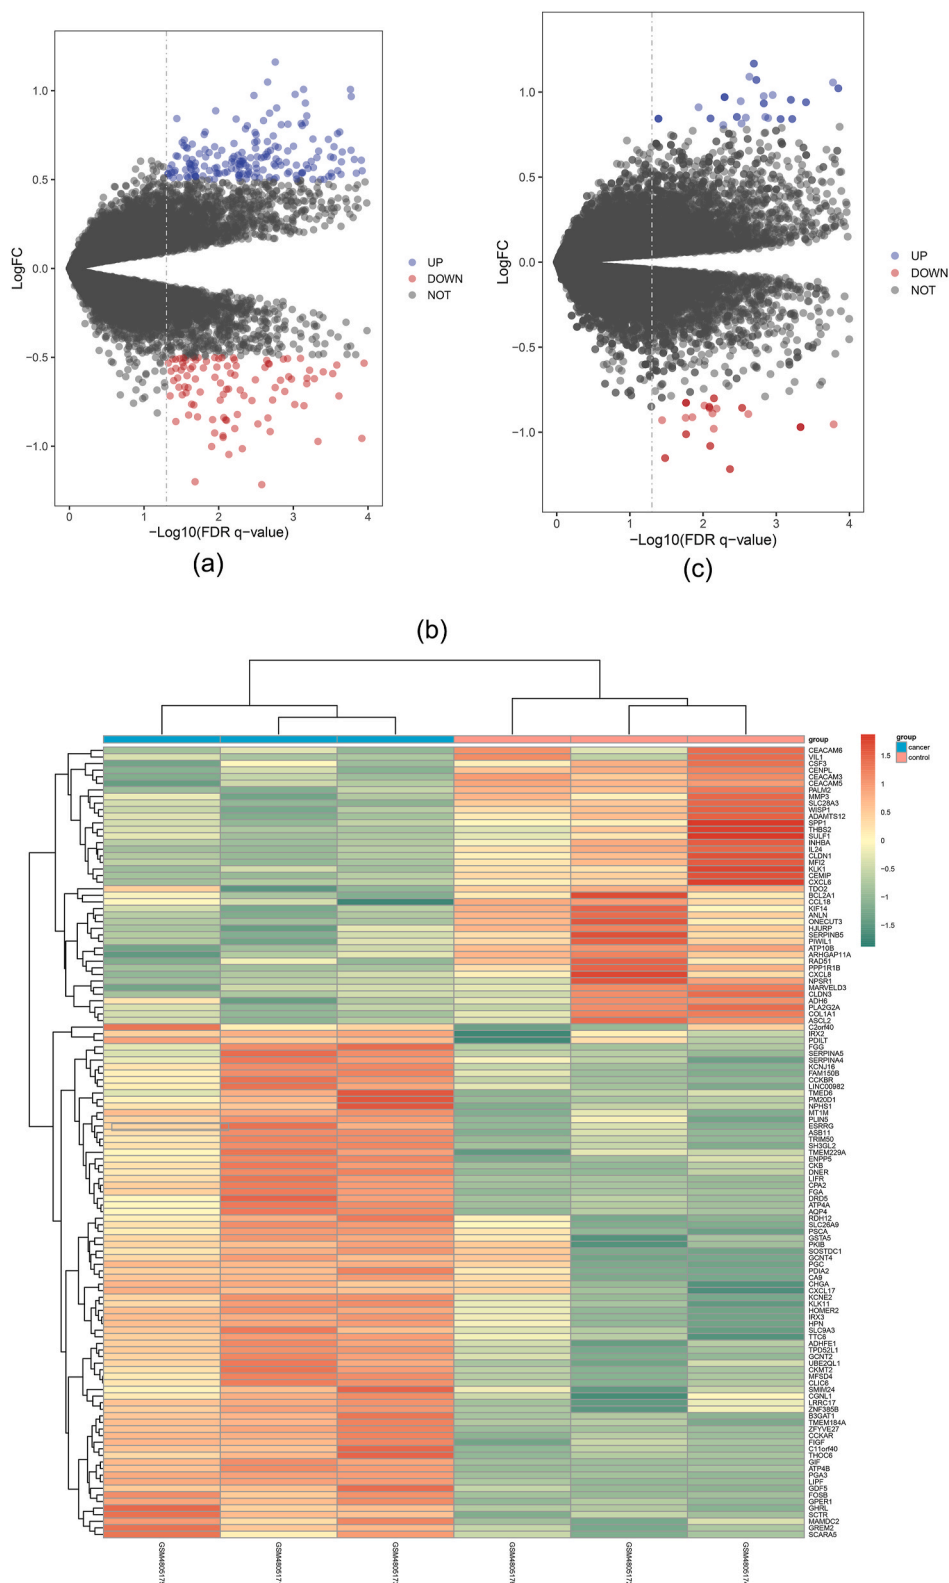 1.0
0.5
0.0
−0.5
−1.0
LogFC
0 1 2 3 4
−Log10(FDR q−value)
UP
DOWN
NOT
(a)
1.0
0.5
0.0
−0.5
−1.0
LogFC
0 1 2 3 4
−Log10(FDR q−value)
UP
DOWN
NOT
(c)
(b)
group
CEACAM6
VIL1
CSF3
CENPL
CEACAM3
CEACAM5
PALM2
MMP3
SLC28A3
WISP1
ADAMTS12
SPP1
THBS2
SULF1
INHBA
IL24
CLDN1
MFI2
KLK1
CEMIP
CXCL6
TDO2
BCL2A1
CCL18
KIF14
ANLN
ONECUT3
HJURP
SERPINB5
PIWIL1
ATP10B
ARHGAP11A
RAD51
PPP1R1B
CXCL8
NPSR1
MARVELD3
CLDN3
ADH6
PLA2G2A
COL1A1
ASCL2
C2orf40
IRX2
PDILT
FGG
SERPINA5
SERPINA4
KCNJ16
FAM150B
CCKBR
LINC00982
TMED6
PM20D1
NPHS1
MT1M
PLIN5
ESRRG
ASB11
TRIM50
SH3GL2
TMEM229A
ENPP5
CKB
DNER
LIFR
CPA2
FGA
DRD5
ATP4A
AQP4
RDH12
SLC26A9
PSCA
GSTA5
PKIB
SOSTDC1
GCNT4
PGC
PDIA2
CA9
CHGA
CXCL17
KCNE2
KLK11
HOMER2
IRX3
HPN
SLC9A3
TTC6
ADHFE1
TPD52L1
GCNT2
UBE2QL1
CKMT2
MFSD4
CLIC6
SMIM24
CGNL1
LRRC17
ZNF385B
B3GAT1
TMEM184A
ZFYVE27
CCKAR
FIGF
C11orf40
THOC6
GIF
ATP4B
PGA3
LIPF
GDF5
FOSB
GPER1
GHRL
SCTR
MAMDC2
GREM2
SCARA5
1.5
1
0.5
0
−0.5
−1
−1.5
group
cancer
control